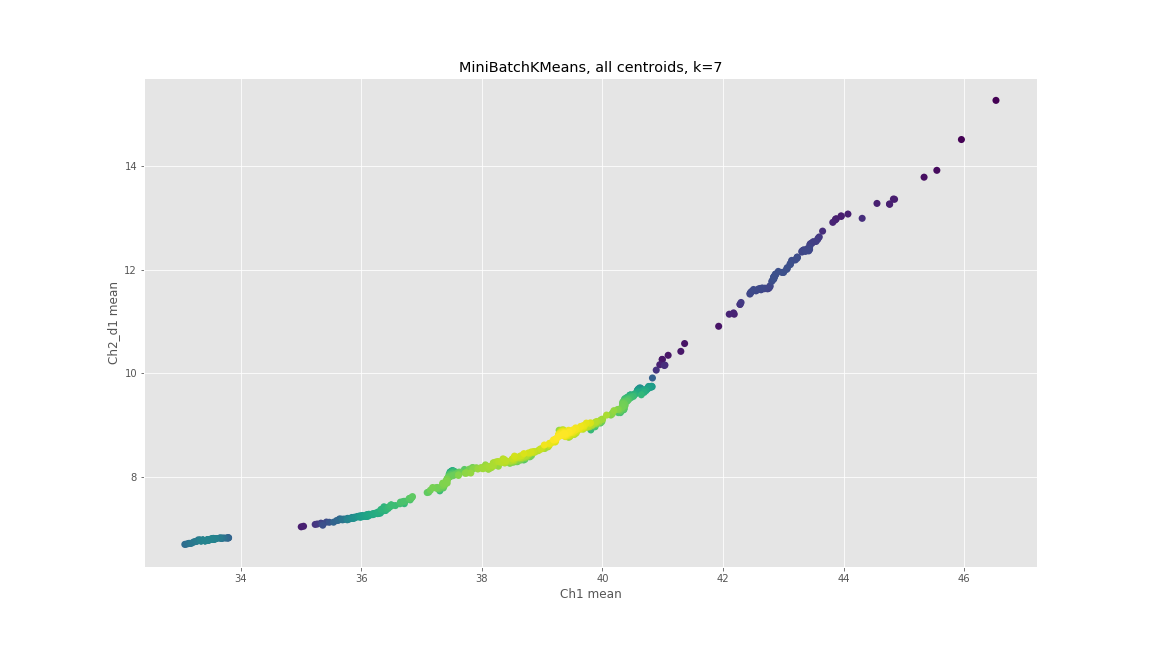 MiniBatchKMeans, all centroids, k=7
14
12
10
8
Ch2_d1 mean
34 36 38 40 42 44 46
Ch1 mean